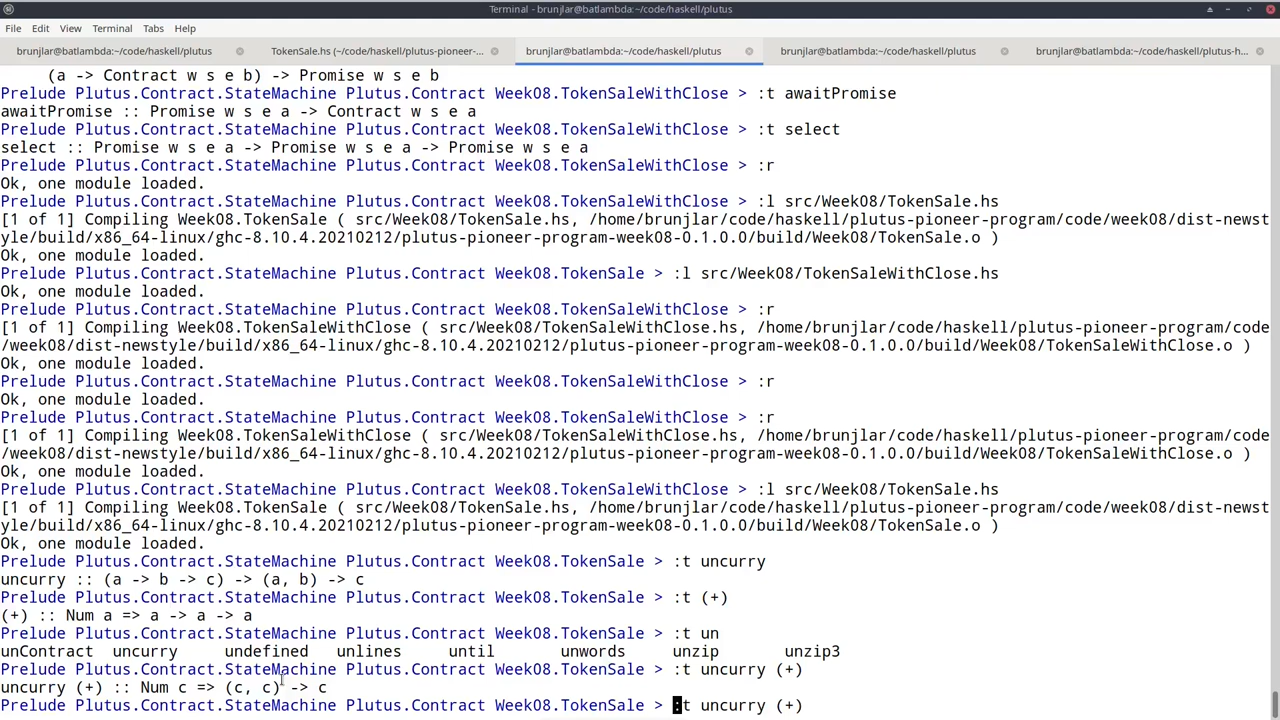 Terminal - brunjlar@batlambda:~/code/haskell/plutus
File Edit View Terminal Tabs Help
brunjlar@batlambda:~/code/haskell/plutus TokenSale.hs (~/code/haskell/plutus-pioneer-... brunjlar@batlambda:~/code/haskell/plutus brunjlar@batlambda:~/code/haskell/plutus brunjlar@batlambda:~/code/haskell/plutus-h...
(a -> Contract w s e b) -> Promise w s e b
Prelude Plutus.Contract.StateMachine Plutus.Contract Week08.TokenSaleWithClose > :t awaitPromise
awaitPromise :: Promise w s e a -> Contract w s e a
Prelude Plutus.Contract.StateMachine Plutus.Contract Week08.TokenSaleWithClose > :t select
select :: Promise w s e a -> Promise w s e a -> Promise w s e a
Prelude Plutus.Contract.StateMachine Plutus.Contract Week08.TokenSaleWithClose > :r
Ok, one module loaded.
Prelude Plutus.Contract.StateMachine Plutus.Contract Week08.TokenSaleWithClose > :l src/Week08/TokenSale.hs
[1 of 1] Compiling Week08.TokenSale ( src/Week08/TokenSale.hs, /home/brunjlar/code/haskell/plutus-pioneer-program/code/week08/dist-newst
yle/build/x86_64-linux/ghc-8.10.4.20210212/plutus-pioneer-program-week08-0.1.0.0/build/Week08/TokenSale.o )
Ok, one module loaded.
Prelude Plutus.Contract.StateMachine Plutus.Contract Week08.TokenSale > :l src/Week08/TokenSaleWithClose.hs
Ok, one module loaded.
Prelude Plutus.Contract.StateMachine Plutus.Contract Week08.TokenSaleWithClose > :r
[1 of 1] Compiling Week08.TokenSaleWithClose ( src/Week08/TokenSaleWithClose.hs, /home/brunjlar/code/haskell/plutus-pioneer-program/code
/week08/dist-newstyle/build/x86_64-linux/ghc-8.10.4.20210212/plutus-pioneer-program-week08-0.1.0.0/build/Week08/TokenSaleWithClose.o )
Ok, one module loaded.
Prelude Plutus.Contract.StateMachine Plutus.Contract Week08.TokenSaleWithClose > :r
Ok, one module loaded.
Prelude Plutus.Contract.StateMachine Plutus.Contract Week08.TokenSaleWithClose > :r
[1 of 1] Compiling Week08.TokenSaleWithClose ( src/Week08/TokenSaleWithClose.hs, /home/brunjlar/code/haskell/plutus-pioneer-program/code
/week08/dist-newstyle/build/x86_64-linux/ghc-8.10.4.20210212/plutus-pioneer-program-week08-0.1.0.0/build/Week08/TokenSaleWithClose.o )
Ok, one module loaded.
Prelude Plutus.Contract.StateMachine Plutus.Contract Week08.TokenSaleWithClose > :l src/Week08/TokenSale.hs
[1 of 1] Compiling Week08.TokenSale ( src/Week08/TokenSale.hs, /home/brunjlar/code/haskell/plutus-pioneer-program/code/week08/dist-newst
yle/build/x86_64-linux/ghc-8.10.4.20210212/plutus-pioneer-program-week08-0.1.0.0/build/Week08/TokenSale.o )
Ok, one module loaded.
Prelude Plutus.Contract.StateMachine Plutus.Contract Week08.TokenSale > :t uncurry
uncurry :: (a -> b -> c) -> (a, b) -> c
Prelude Plutus.Contract.StateMachine Plutus.Contract Week08.TokenSale > :t (+)
(+) :: Num a => a -> a -> a
Prelude Plutus.Contract.StateMachine Plutus.Contract Week08.TokenSale > :t un
unContract uncurry undefined unlines until unwords unzip unzip3
Prelude Plutus.Contract.StateMachine Plutus.Contract Week08.TokenSale > :t uncurry (+)
uncurry (+) :: Num c => (c, c) -> c
Prelude Plutus.Contract.StateMachine Plutus.Contract Week08.TokenSale > :t uncurry (+)